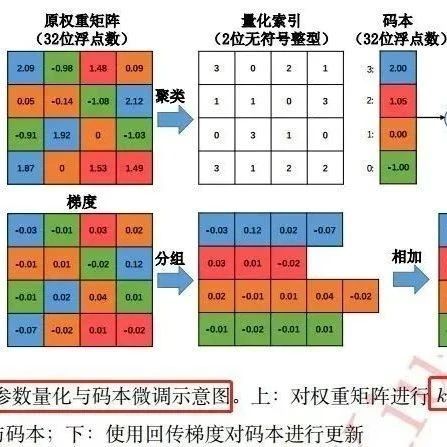 原权重矩阵
（32位浮点数）
量化索引
（2位无符号整型）
码本
（32位浮点数）
2.09 -0.98 1.48 0.09
0.05 -0.14 -1.08 2.12
-0.91 1.92 0 -1.03
1.87 0 1.53 1.49
聚类
3 0 2 1
1 1 0 3
0 3 1 0
3 1 2 2
3: 2.00
2: 1.05
1: 0.00
0: -1.00
梯度
-0.03 -0.01 0.03 0.02
-0.01 0.01 -0.02 0.12
-0.01 0.02 0.04 0.01
-0.07 -0.02 0.01 -0.02
分组
-0.03 0.12 0.02 -0.07
0.03 0.01 -0.02
0.02 -0.01 0.01 0.04 -0.02
-0.01 -0.02 -0.01 0.01
相加
参数量化与码本微调示意图。上：对权重矩阵进行 k
码本；下：使用回传梯度对码本进行更新